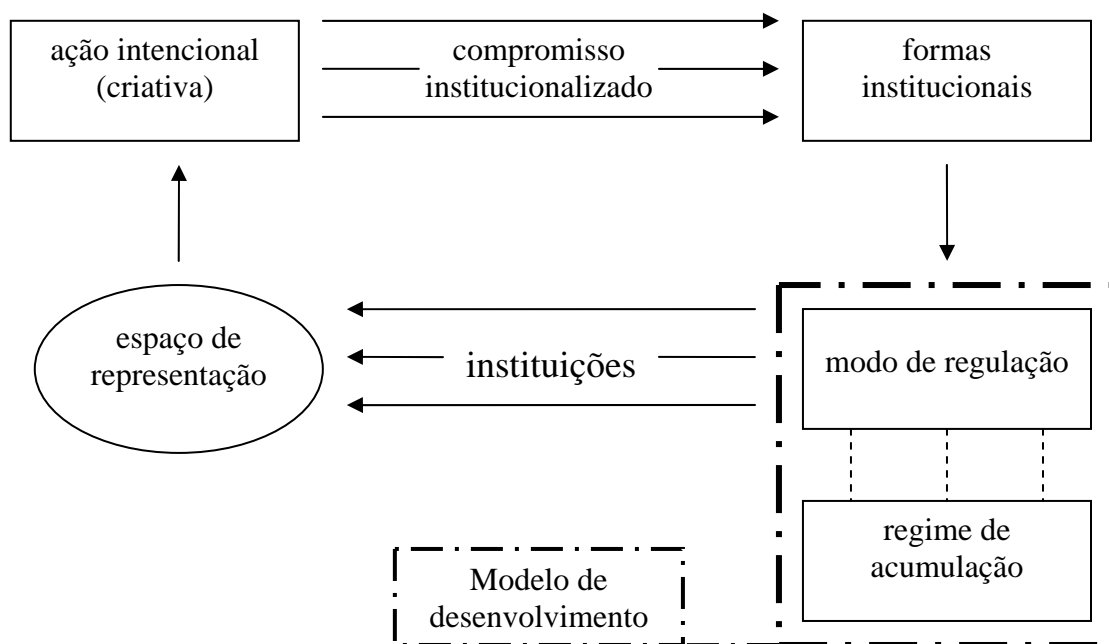 ação intencional
(criativa)
compromisso
institucionalizado
formas
institucionais
espaço de
representação
instituições
modo de regulação
regime de
acumulação
Modelo de
desenvolvimento